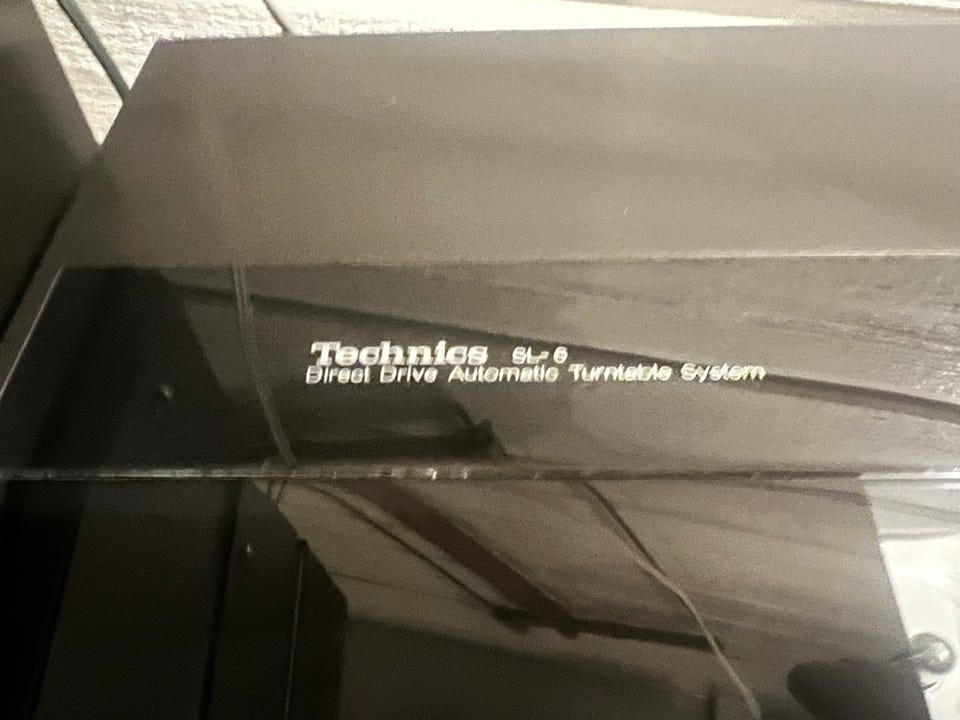 Technics SL-6
Direct Drive Automatic Turntable System